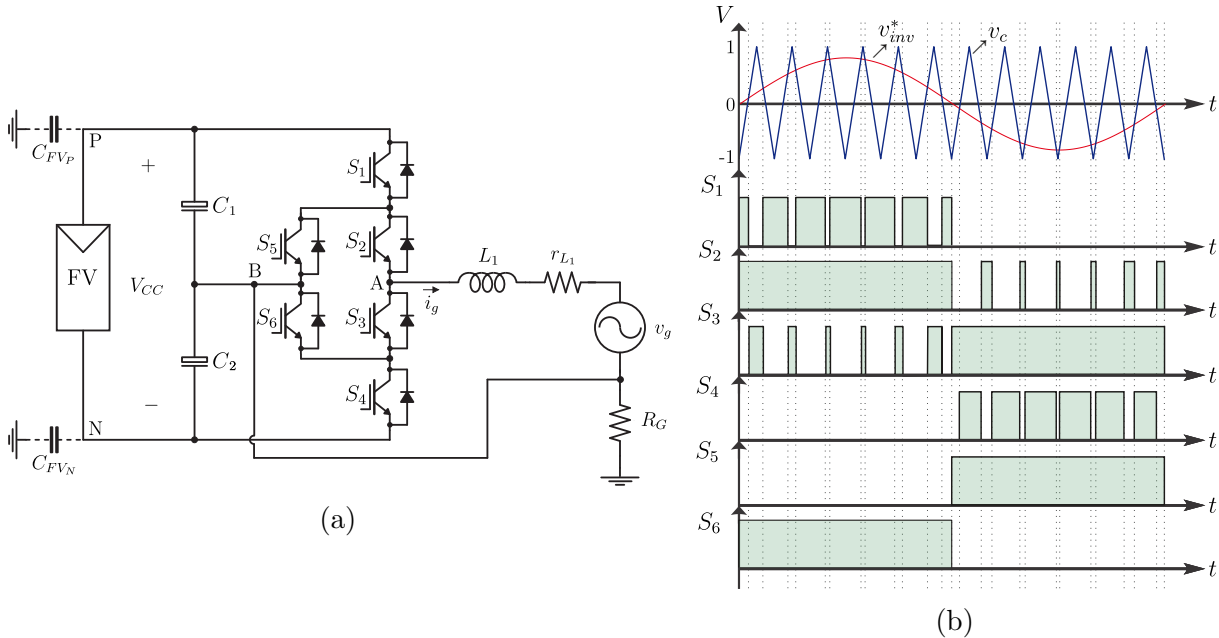 C_{FV_P}
P
+
C_1
FV
V_{CC}
B
C_2
−
N
C_{FV_N}
S_1
S_5
S_2
A
S_6
S_3
S_4
i_g
L_1
r_{L_1}
v_g
R_G
(a)
V
1
0
-1
v^*_{inv}
v_c
t
S_1
t
S_2
t
S_3
t
S_4
t
S_5
t
S_6
t
(b)